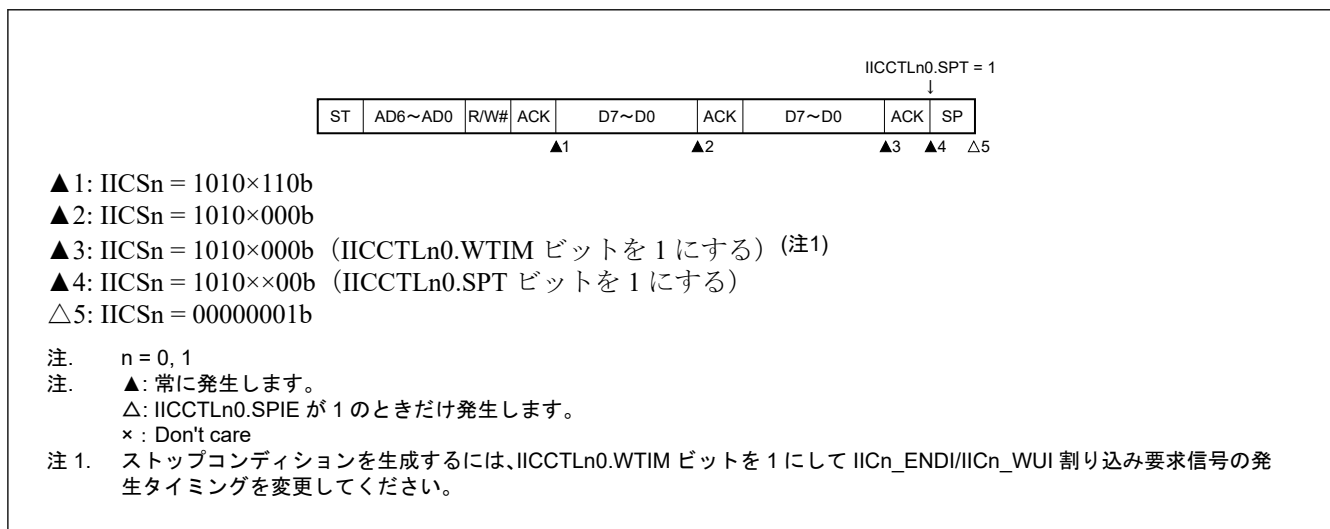 IICCTLn0.SPT = 1
↓
ST AD6～AD0 R/W# ACK D7～D0 ACK D7～D0 ACK SP
▲1 ▲2 ▲3 ▲4 △5
▲1: IICSn = 1010×110b
▲2: IICSn = 1010×000b
▲3: IICSn = 1010×000b（IICCTLn0.WTIM ビットを 1 にする）(注1)
▲4: IICSn = 1010××00b（IICCTLn0.SPT ビットを 1 にする）
△5: IICSn = 00000001b
注. n = 0, 1
注. ▲: 常に発生します。
△: IICCTLn0.SPIE が 1 のときだけ発生します。
×：Don't care
注 1. ストップコンディションを生成するには、IICCTLn0.WTIM ビットを 1 にして IICn_ENDI/IICn_WUI 割り込み要求信号の発
生タイミングを変更してください。